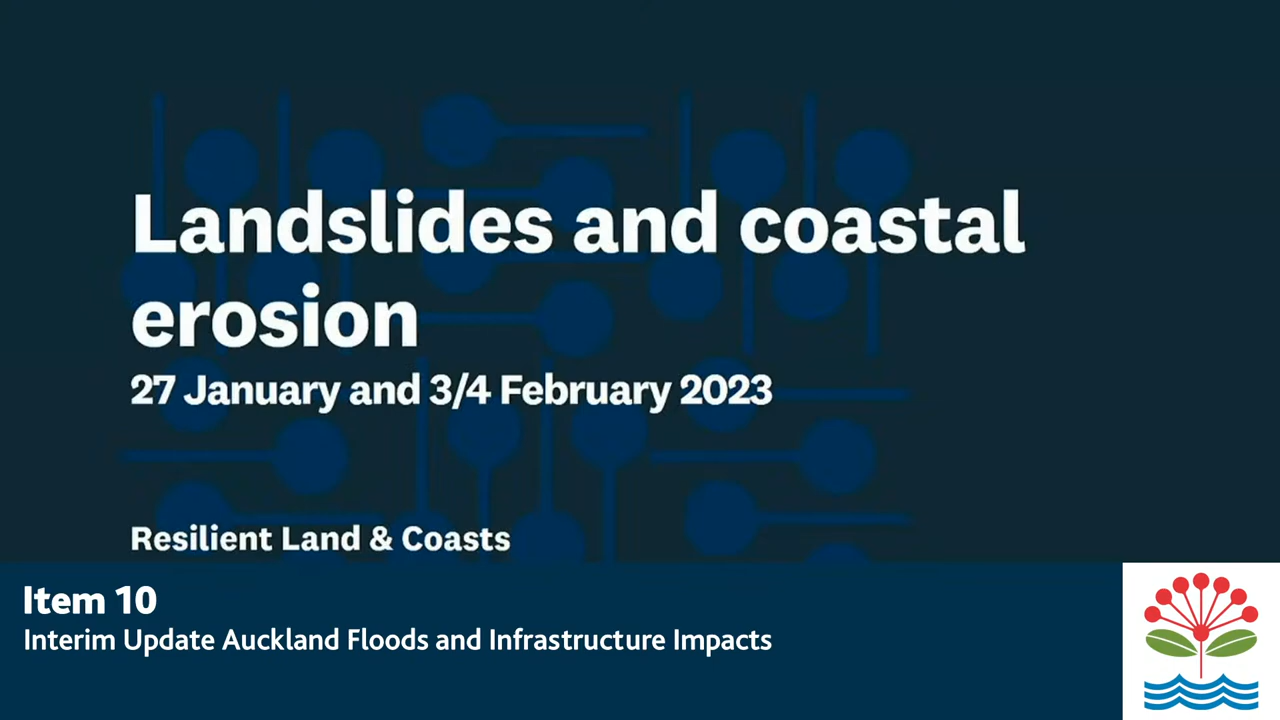 Landslides and coastal
erosion
27 January and 3/4 February 2023
Resilient Land & Coasts
Item 10
Interim Update Auckland Floods and Infrastructure Impacts